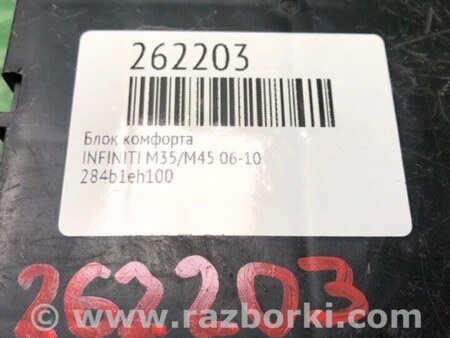 262203
Блок комфорта
INFINITI M35/M45 06-10
284b1eh100
262203
© www.razborki.com